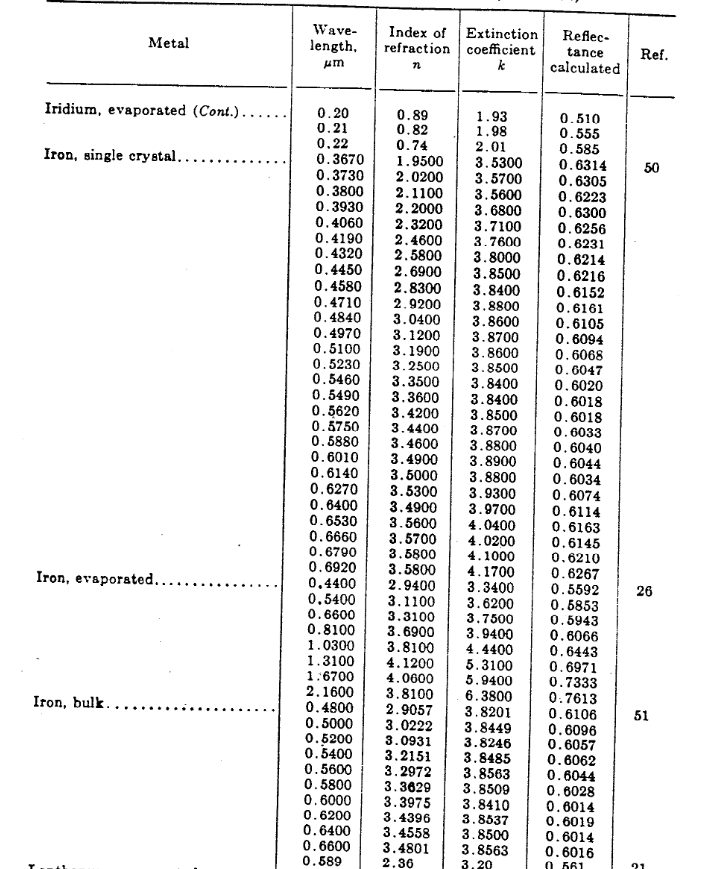 Metal Wave-length, μm Index of refraction n Extinction coefficient k Reflec-tance calculated Ref.
Iridium, evaporated (Cont.)...... 0.20 0.89 1.93 0.510
0.21 0.82 1.98 0.555
0.22 0.74 2.01 0.585
Iron, single crystal.............. 0.3670 1.9500 3.5300 0.6314 50
0.3730 2.0200 3.5700 0.6305
0.3800 2.1100 3.5600 0.6223
0.3930 2.2000 3.6800 0.6300
0.4060 2.3200 3.7100 0.6256
0.4190 2.4600 3.7600 0.6231
0.4320 2.5800 3.8000 0.6214
0.4450 2.6900 3.8500 0.6216
0.4580 2.8300 3.8400 0.6152
0.4710 2.9200 3.8800 0.6161
0.4840 3.0400 3.8600 0.6105
0.4970 3.1200 3.8700 0.6094
0.5100 3.1900 3.8600 0.6068
0.5230 3.2500 3.8500 0.6047
0.5460 3.3500 3.8400 0.6020
0.5490 3.3600 3.8400 0.6018
0.5620 3.4200 3.8500 0.6018
0.5750 3.4400 3.8700 0.6033
0.5880 3.4600 3.8800 0.6040
0.6010 3.4900 3.8900 0.6044
0.6140 3.5000 3.8800 0.6034
0.6270 3.5300 3.9300 0.6074
0.6400 3.4900 3.9700 0.6114
0.6530 3.5600 4.0400 0.6163
0.6660 3.5700 4.0200 0.6145
0.6790 3.5800 4.1000 0.6210
0.6920 3.5800 4.1700 0.6267
Iron, evaporated................ 0.4400 2.9400 3.3400 0.5592 26
0.5400 3.1100 3.6200 0.5853
0.6600 3.3100 3.7500 0.5943
0.8100 3.6900 3.9400 0.6066
1.0300 3.8100 4.4400 0.6443
1.3100 4.1200 5.3100 0.6971
1.6700 4.0600 5.9400 0.7333
2.1600 3.8100 6.3800 0.7613
Iron, bulk...................... 0.4800 2.9057 3.8201 0.6106 51
0.5000 3.0222 3.8449 0.6096
0.5200 3.0931 3.8246 0.6057
0.5400 3.2151 3.8485 0.6062
0.5600 3.2972 3.8563 0.6044
0.5800 3.3629 3.8509 0.6028
0.6000 3.3975 3.8410 0.6014
0.6200 3.4396 3.8537 0.6019
0.6400 3.4558 3.8500 0.6014
0.6600 3.4801 3.8563 0.6016
0.589 2.36 3.20 0.561 21